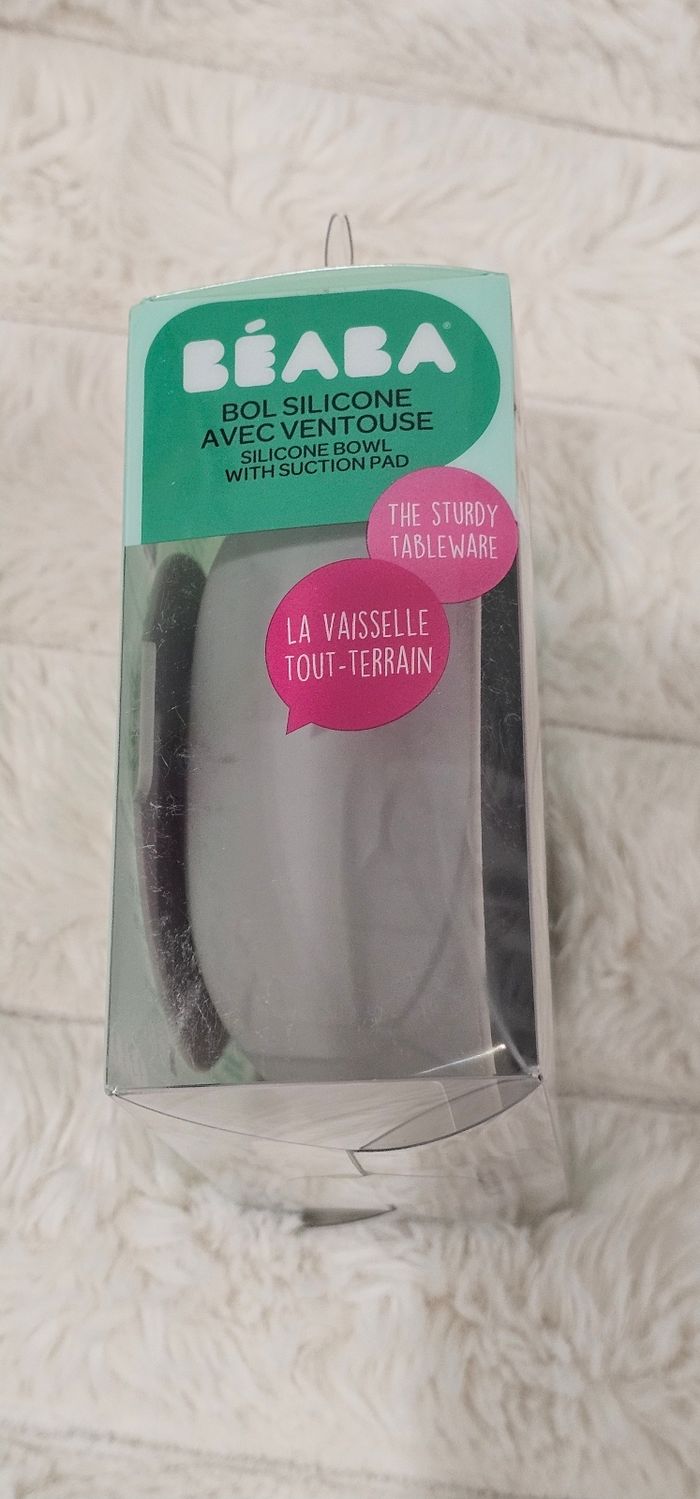 BÉABA®
BOL SILICONE
AVEC VENTOUSE
SILICONE BOWL
WITH SUCTION PAD
THE STURDY
TABLEWARE
LA VAISSELLE
TOUT-TERRAIN